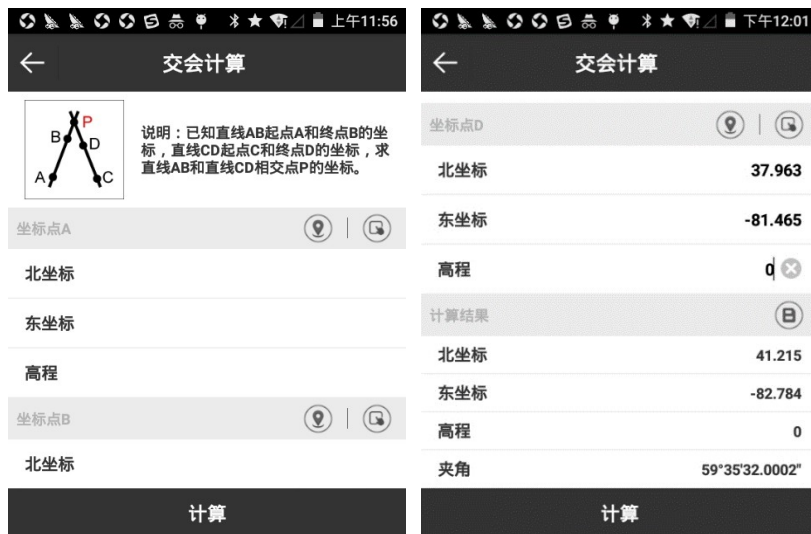 上午11:56
交会计算
P
B
D
A
C
说明：已知直线AB起点A和终点B的坐
标，直线CD起点C和终点D的坐标，求
直线AB和直线CD相交点P的坐标。
坐标点A
北坐标
东坐标
高程
坐标点B
北坐标
计算
下午12:01
交会计算
坐标点D
北坐标 37.963
东坐标 -81.465
高程 0
计算结果
北坐标 41.215
东坐标 -82.784
高程 0
夹角 59°35'32.0002"
计算